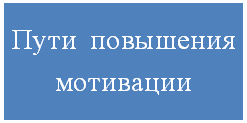 Пути повышения
мотивации